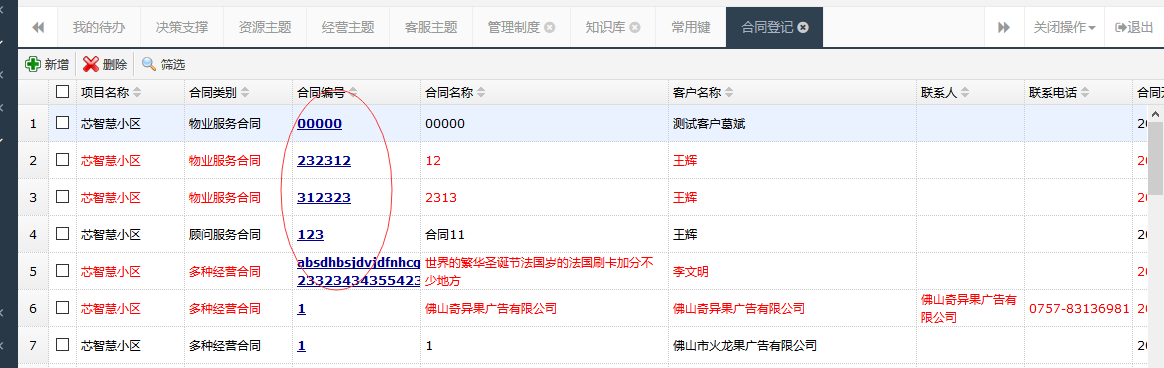 我的待办 决策支撑 资源主题 经营主题 客服主题 管理制度 知识库 常用键 合同登记 关闭操作 退出
新增 删除 筛选
项目名称 合同类别 合同编号 合同名称 客户名称 联系人 联系电话
1 芯智慧小区 物业服务合同 00000 00000 测试客户墓斌
2 芯智慧小区 物业服务合同 232312 12 王辉
3 芯智慧小区 物业服务合同 312323 2313 王辉
4 芯智慧小区 顾问服务合同 123 合同11 王辉
5 芯智慧小区 多种经营合同 世界的繁华圣诞节法国岁的法国刷卡加分不 李文明
23323434355423 少地方
6 芯智慧小区 多种经营合同 1 佛山奇异果广告有限公司 佛山奇异果广告有限公司 佛山奇异果广告有 0757-83136981
限公司
7 芯智慧小区 多种经营合同 1 1 佛山市火龙果广告有限公司